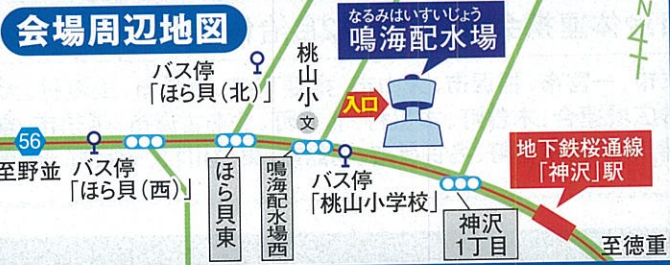 会場周辺地図
なるみはいすいじょう
鳴海配水場
バス停
「ほら貝(北)」
桃山小
文
入口
56
至野並
バス停
「ほら貝(西)」
ほら貝東
鳴海配水場西
バス停
「桃山小学校」
神沢
1丁目
地下鉄桜通線
「神沢」駅
至徳重
N